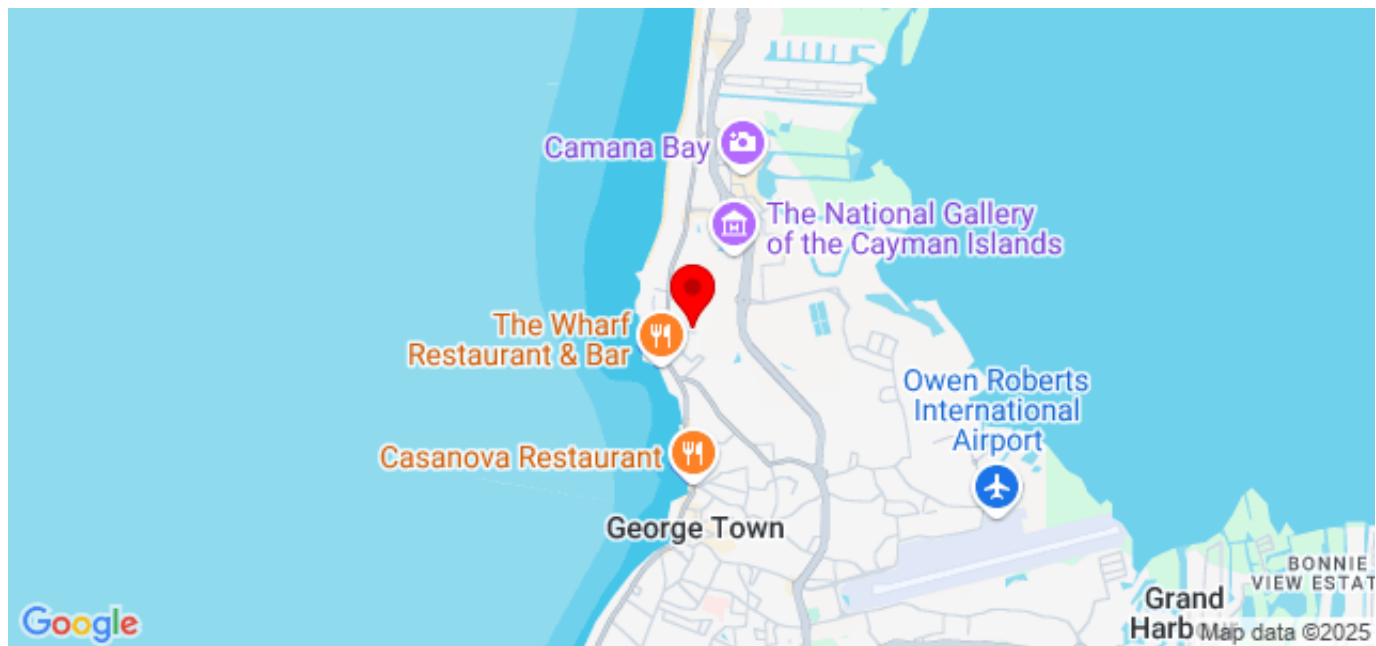 Camana Bay
The National Gallery
of the Cayman Islands
The Wharf
Restaurant & Bar
Owen Roberts
International
Airport
Casanova Restaurant
George Town
BONNIE
VIEW ESTAT
Grand
Harb
Google
Map data ©2025